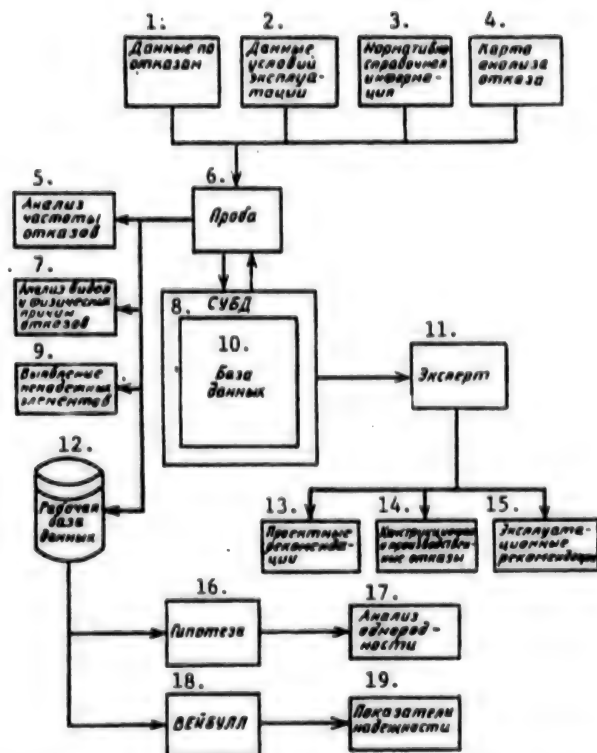 1:
Данные по
отказам
2.
Данные
условий
эксплуа-
тации
3.
Нормативно
справочная
информа-
ция
4.
Карта
анализа
отказа
5.
Анализ
частоты
отказов
6.
Проба
7.
Анализ видов
и физических
причин
отказов
8.
СУБД
9.
Выявление
ненадежных
элементов
10.
База
данных
11.
Эксперт
12.
Рабочая
база
данных
13.
Проектные
рекоменда-
ции
14.
Конструкционные
и производствен-
ные отказы
15.
Эксплуата-
ционные
рекомендации
16.
Гипотеза
17.
Анализ
однород-
ности
18.
ВЕЙБУЛЛ
19.
Показатели
надежности